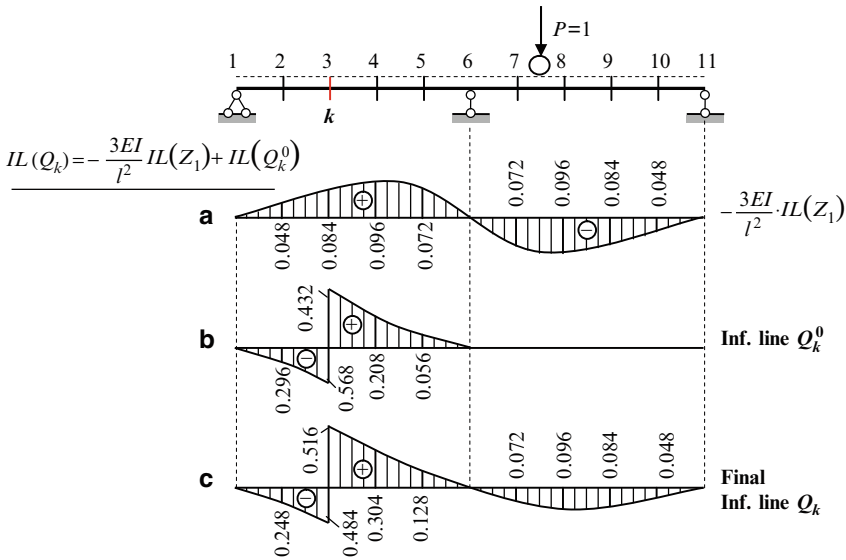 P=1
1 2 3 4 5 6 7 8 9 10 11
k
IL(Q_k) = − 3EI/l² IL(Z_1) + IL(Q_k^0)
0.072 0.096 0.084 0.048
a + − − 3EI/l² · IL(Z_1)
0.048 0.084 0.096 0.072
0.432
b + − Inf. line Q_k^0
0.296 0.568 0.208 0.056
0.516 0.072 0.096 0.084 0.048
c + − Final
Inf. line Q_k
0.248 0.484 0.304 0.128